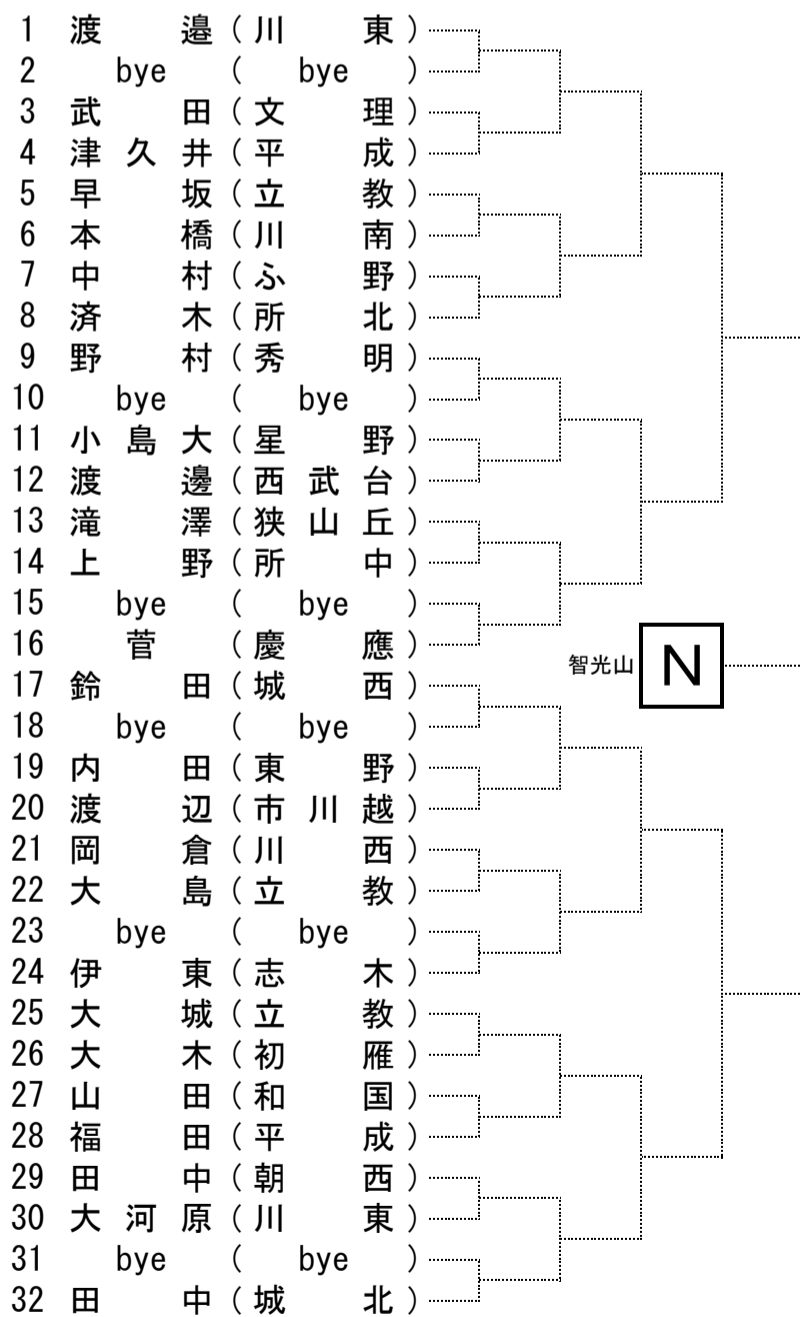 1 渡邉(川東)
2 bye(bye)
3 武田(文理)
4 津久井(平成)
5 早坂(立教)
6 本橋(川南)
7 中村(ふ野)
8 済木(所北)
9 野村(秀明)
10 bye(bye)
11 小島大(星野)
12 渡邊(西武台)
13 滝澤(狭山丘)
14 上野(所中)
15 bye(bye)
16 菅(慶應)
智光山 N
17 鈴田(城西)
18 bye(bye)
19 内田(東野)
20 渡辺(市川越)
21 岡倉(川西)
22 大島(立教)
23 bye(bye)
24 伊東(志木)
25 大城(立教)
26 大木(初雁)
27 山田(和国)
28 福田(平成)
29 田中(朝西)
30 大河原(川東)
31 bye(bye)
32 田中(城北)